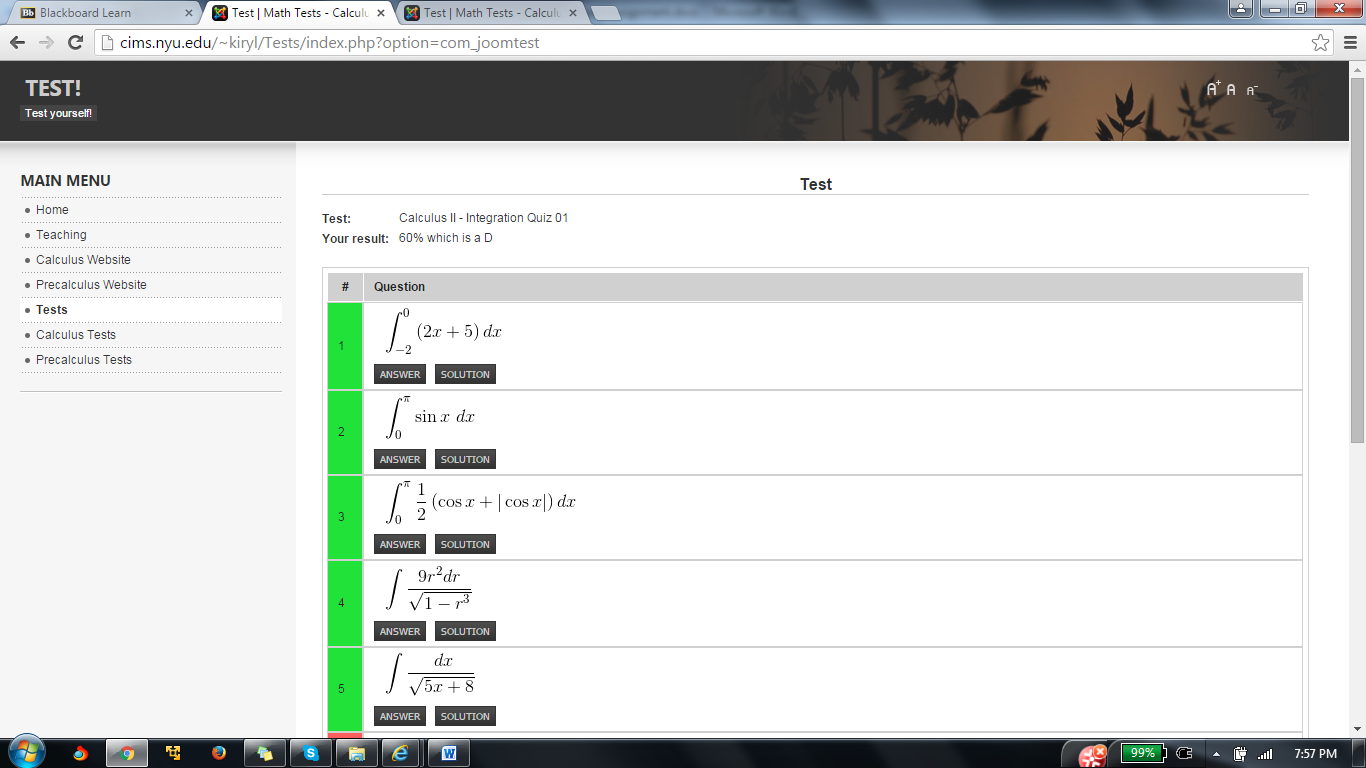 Blackboard Learn
Test | Math Tests - Calculu
Test | Math Tests - Calculu
cims.nyu.edu/~kiryl/Tests/index.php?option=com_joomtest
TEST!
Test yourself!
A+ A A-
MAIN MENU
Home
Teaching
Calculus Website
Precalculus Website
Tests
Calculus Tests
Precalculus Tests
Test
Test: Calculus II - Integration Quiz 01
Your result: 60% which is a D
# Question
1 ∫_{-2}^{0} (2x + 5) dx
ANSWER SOLUTION
2 ∫_{0}^{π} sin x dx
ANSWER SOLUTION
3 ∫_{0}^{π} 1/2 (cos x + | cos x|) dx
ANSWER SOLUTION
4 ∫ 9r²dr / √(1 − r³)
ANSWER SOLUTION
5 ∫ dx / √(5x + 8)
ANSWER SOLUTION
99%
7:57 PM